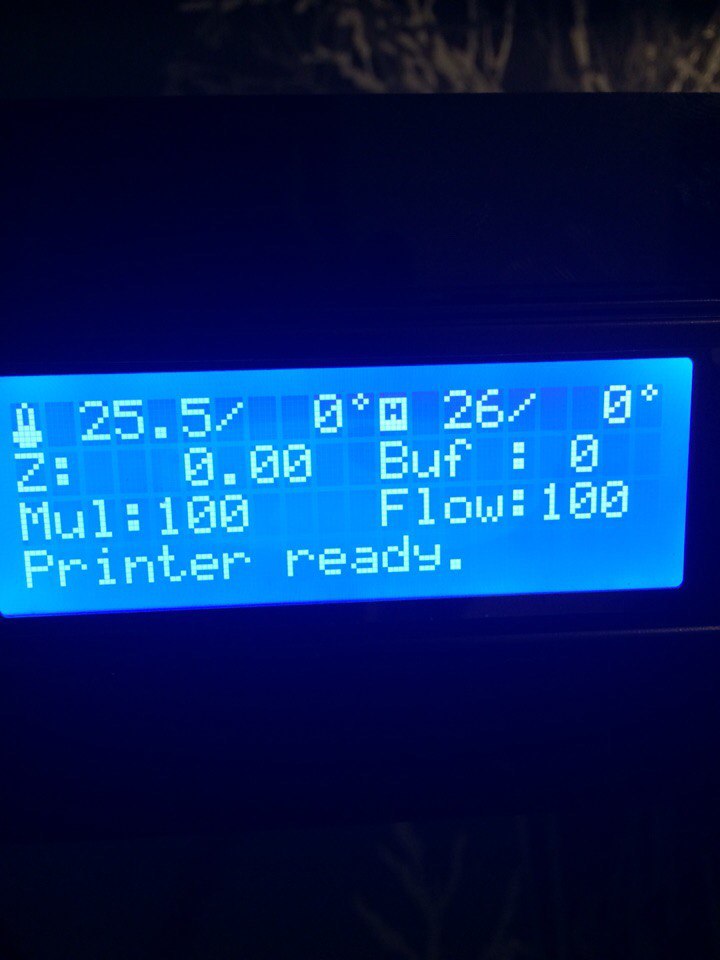 25.5/ 0° 26/ 0°
Z: 0.00 Buf : 0
Mul:100 Flow:100
Printer ready.